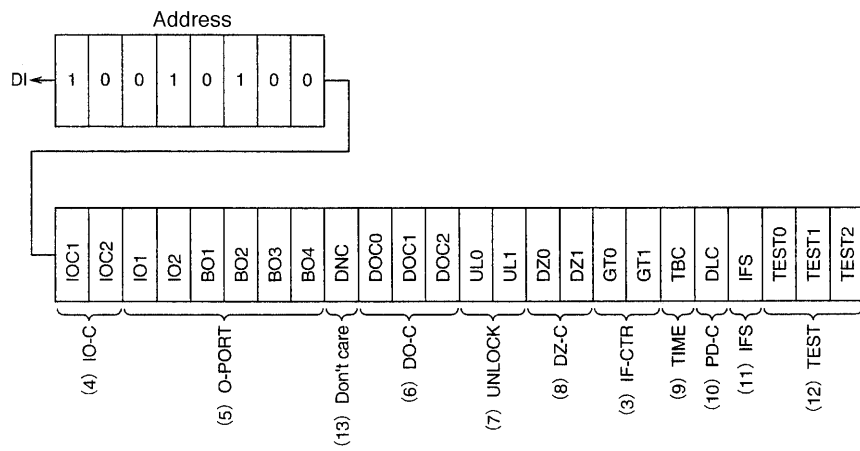 Address
DI 1 0 0 1 0 1 0 0
IOC1 IOC2 IO1 IO2 BO1 BO2 BO3 BO4 DNC DOC0 DOC1 DOC2 UL0 UL1 DZ0 DZ1 GT0 GT1 TBC DLC IFS TEST0 TEST1 TEST2
(4) IO-C
(5) O-PORT
(13) Don't care
(6) DO-C
(7) UNLOCK
(8) DZ-C
(3) IF-CTR
(9) TIME
(10) PD-C
(11) IFS
(12) TEST